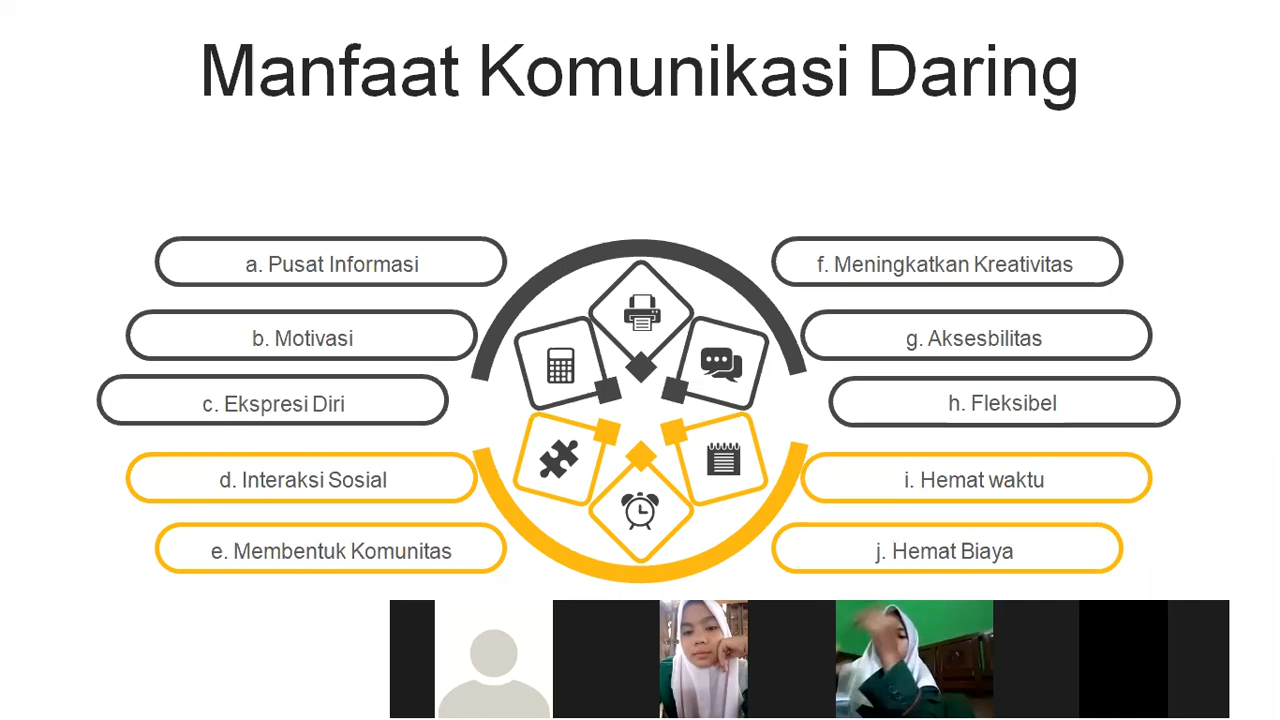 Manfaat Komunikasi Daring
a. Pusat Informasi
b. Motivasi
c. Ekspresi Diri
d. Interaksi Sosial
e. Membentuk Komunitas
f. Meningkatkan Kreativitas
g. Aksesbilitas
h. Fleksibel
i. Hemat waktu
j. Hemat Biaya